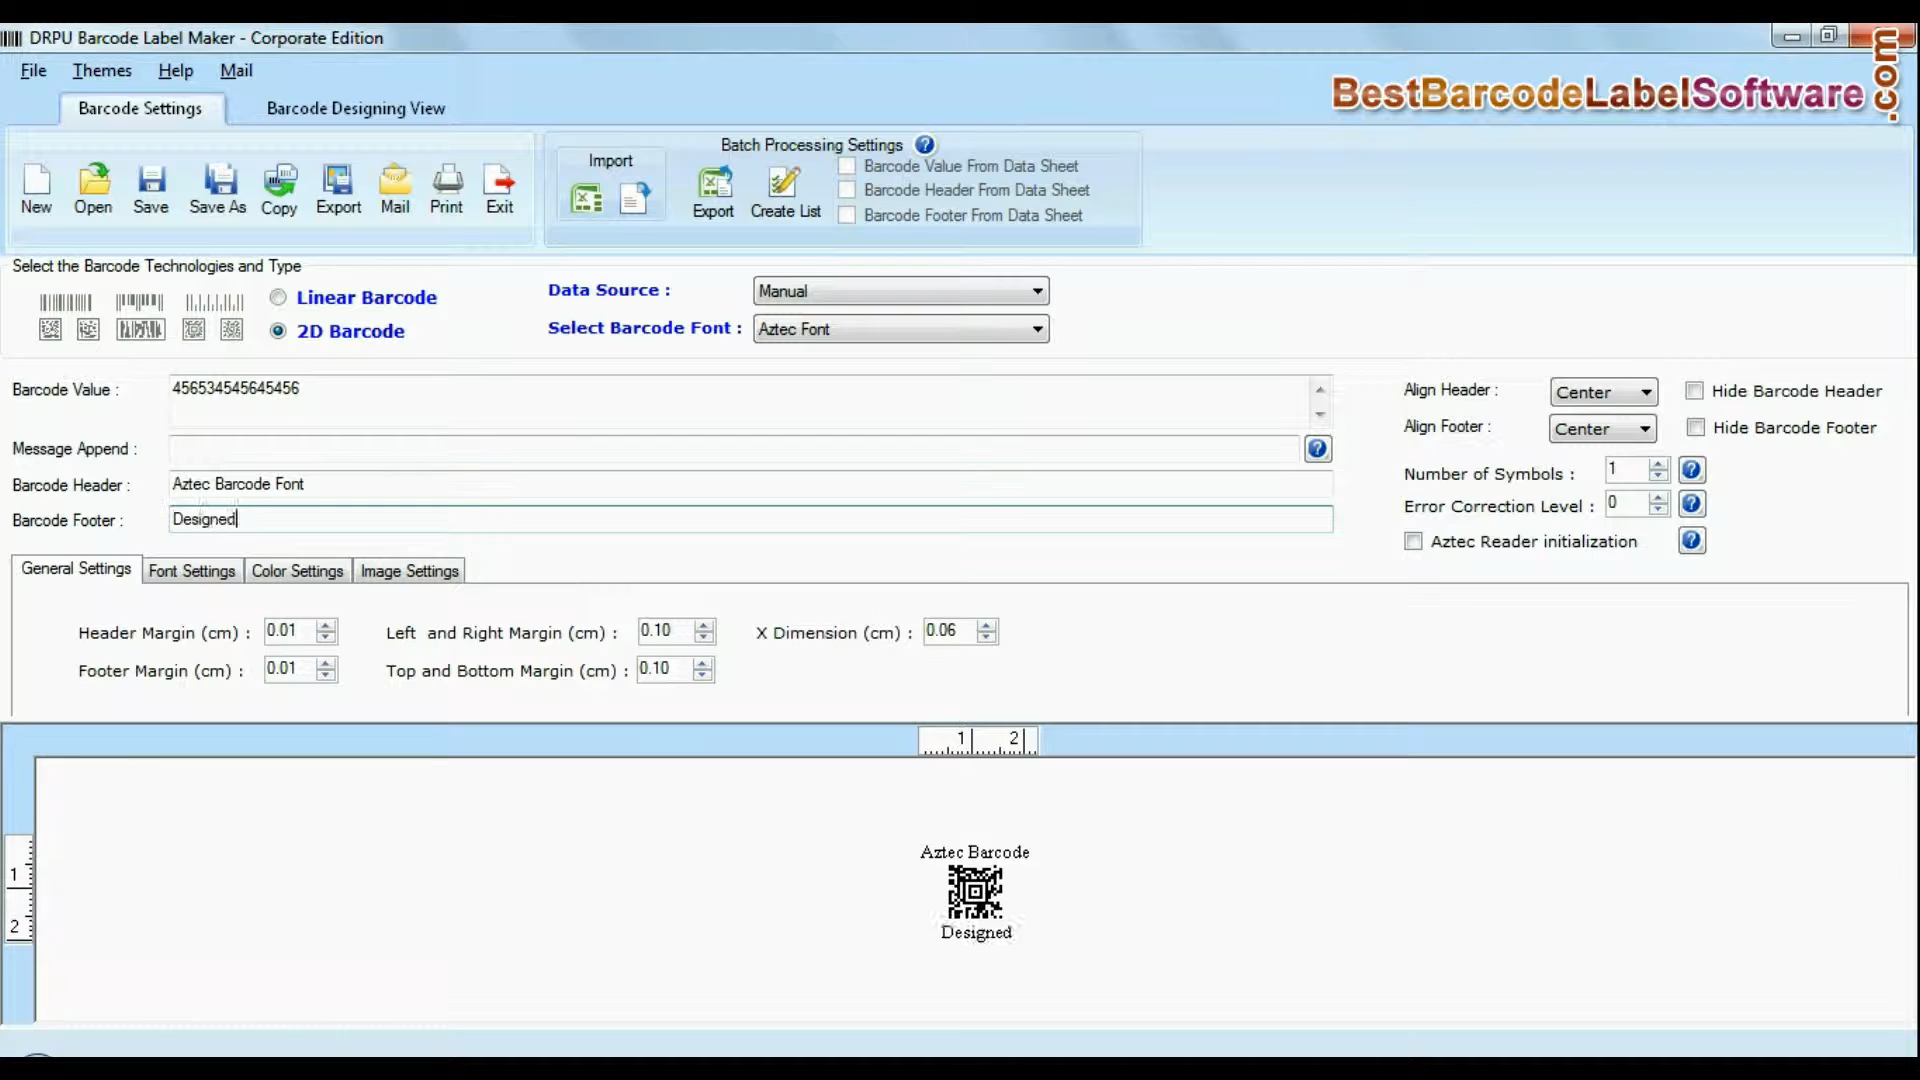 DRPU Barcode Label Maker - Corporate Edition
File Themes Help Mail
BestBarcodeLabelSoftware.com
Barcode Settings Barcode Designing View
New Open Save Save As Copy Export Mail Print Exit
Import
Batch Processing Settings ?
Export Create List
Barcode Value From Data Sheet
Barcode Header From Data Sheet
Barcode Footer From Data Sheet
Select the Barcode Technologies and Type
Linear Barcode
2D Barcode
Data Source : Manual
Select Barcode Font : Aztec Font
Barcode Value : 456534545645456
Message Append : ?
Barcode Header : Aztec Barcode Font
Barcode Footer : Designed
Align Header : Center Hide Barcode Header
Align Footer : Center Hide Barcode Footer
Number of Symbols : 1 ?
Error Correction Level : 0 ?
Aztec Reader initialization ?
General Settings Font Settings Color Settings Image Settings
Header Margin (cm) : 0.01 Left and Right Margin (cm) : 0.10 X Dimension (cm) : 0.06
Footer Margin (cm) : 0.01 Top and Bottom Margin (cm) : 0.10
1 2
1
2
Aztec Barcode
Designed